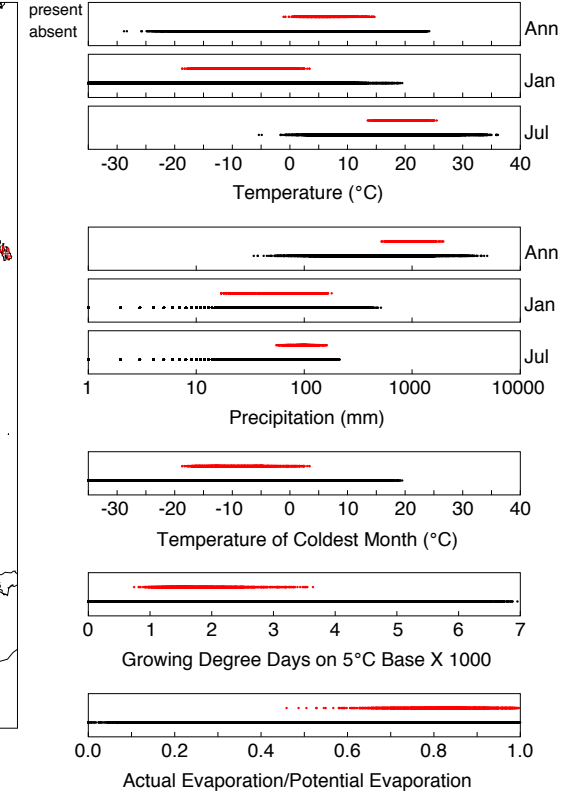 present
absent
Ann
Jan
Jul
-30 -20 -10 0 10 20 30 40
Temperature (°C)
Ann
Jan
Jul
1 10 100 1000 10000
Precipitation (mm)
-30 -20 -10 0 10 20 30 40
Temperature of Coldest Month (°C)
0 1 2 3 4 5 6 7
Growing Degree Days on 5°C Base X 1000
0.0 0.2 0.4 0.6 0.8 1.0
Actual Evaporation/Potential Evaporation